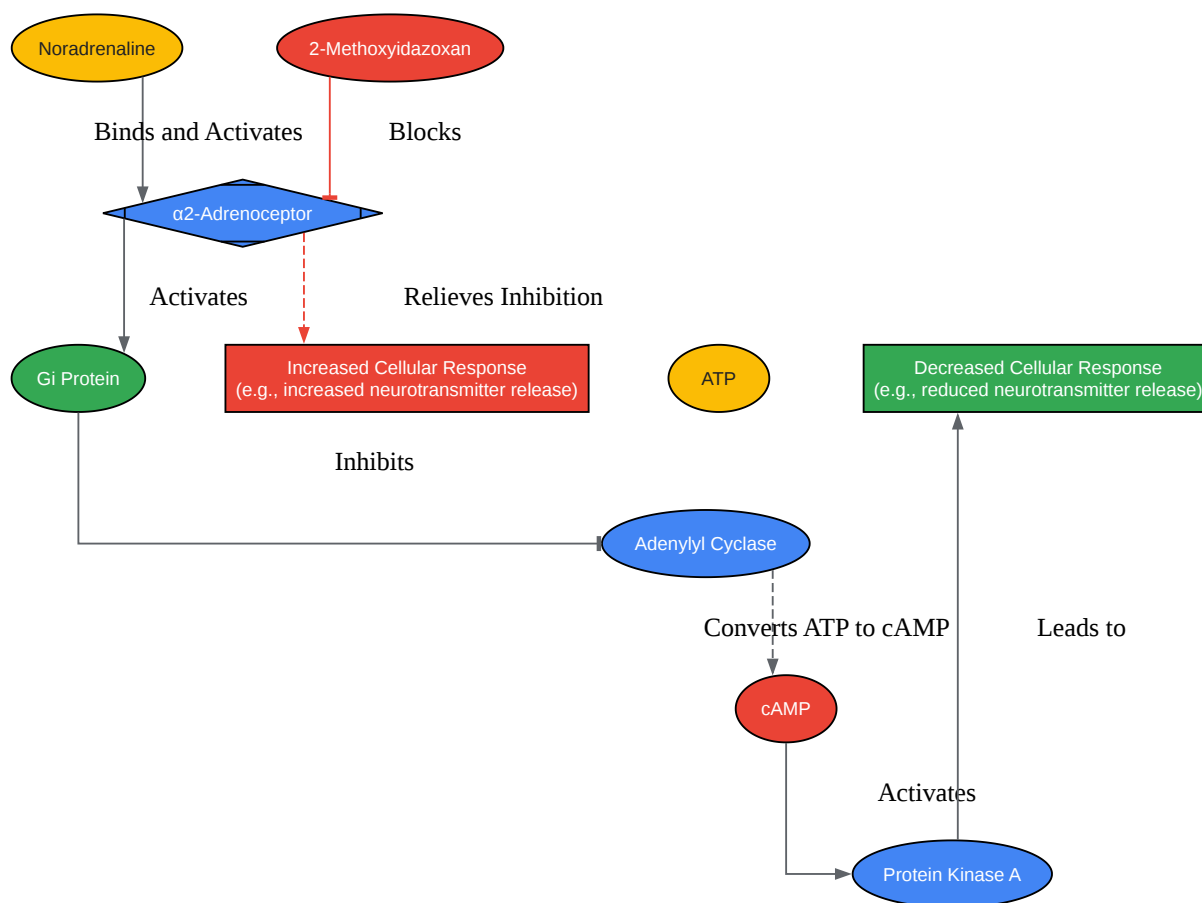 Noradrenaline
2-Methoxyidazoxan
Binds and Activates
Blocks
α2-Adrenoceptor
Activates
Relieves Inhibition
Gi Protein
Increased Cellular Response
(e.g., increased neurotransmitter release)
ATP
Decreased Cellular Response
(e.g., reduced neurotransmitter release)
Inhibits
Adenylyl Cyclase
Converts ATP to cAMP
Leads to
cAMP
Activates
Protein Kinase A